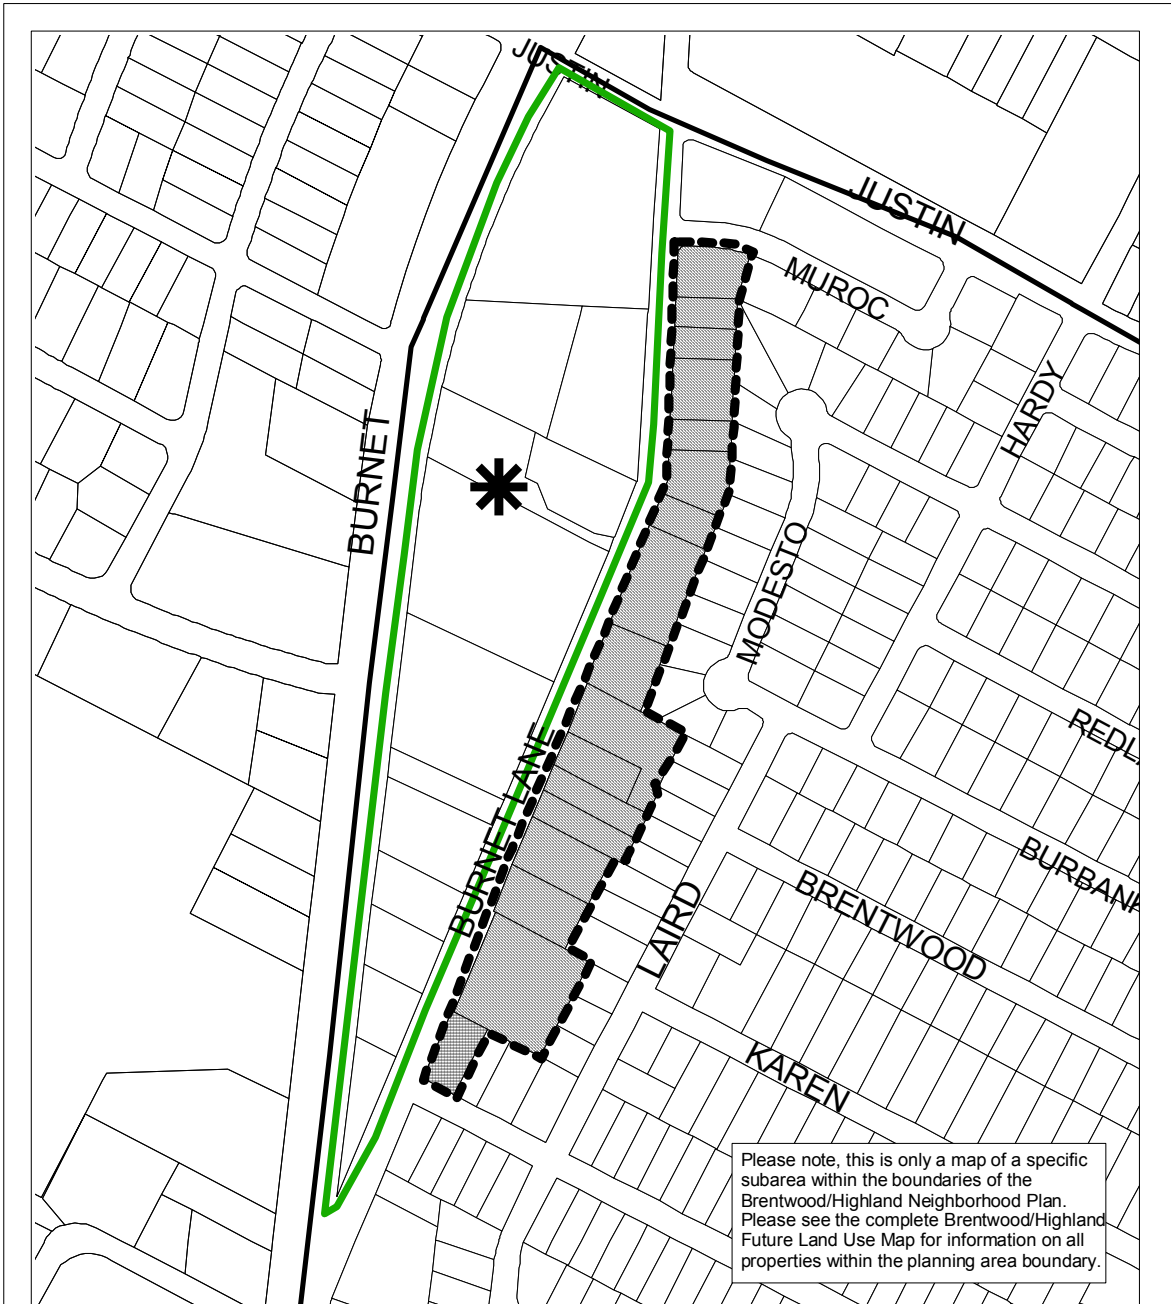 JUSTIN
JUSTIN
MUROC
HARDY
BURNET
MODESTO
REDL
BURNET LANE
BURBANK
BRENTWOOD
LAIRD
KAREN
Please note, this is only a map of a specific
subarea within the boundaries of the
Brentwood/Highland Neighborhood Plan.
Please see the complete Brentwood/Highland
Future Land Use Map for information on all
properties within the planning area boundary.